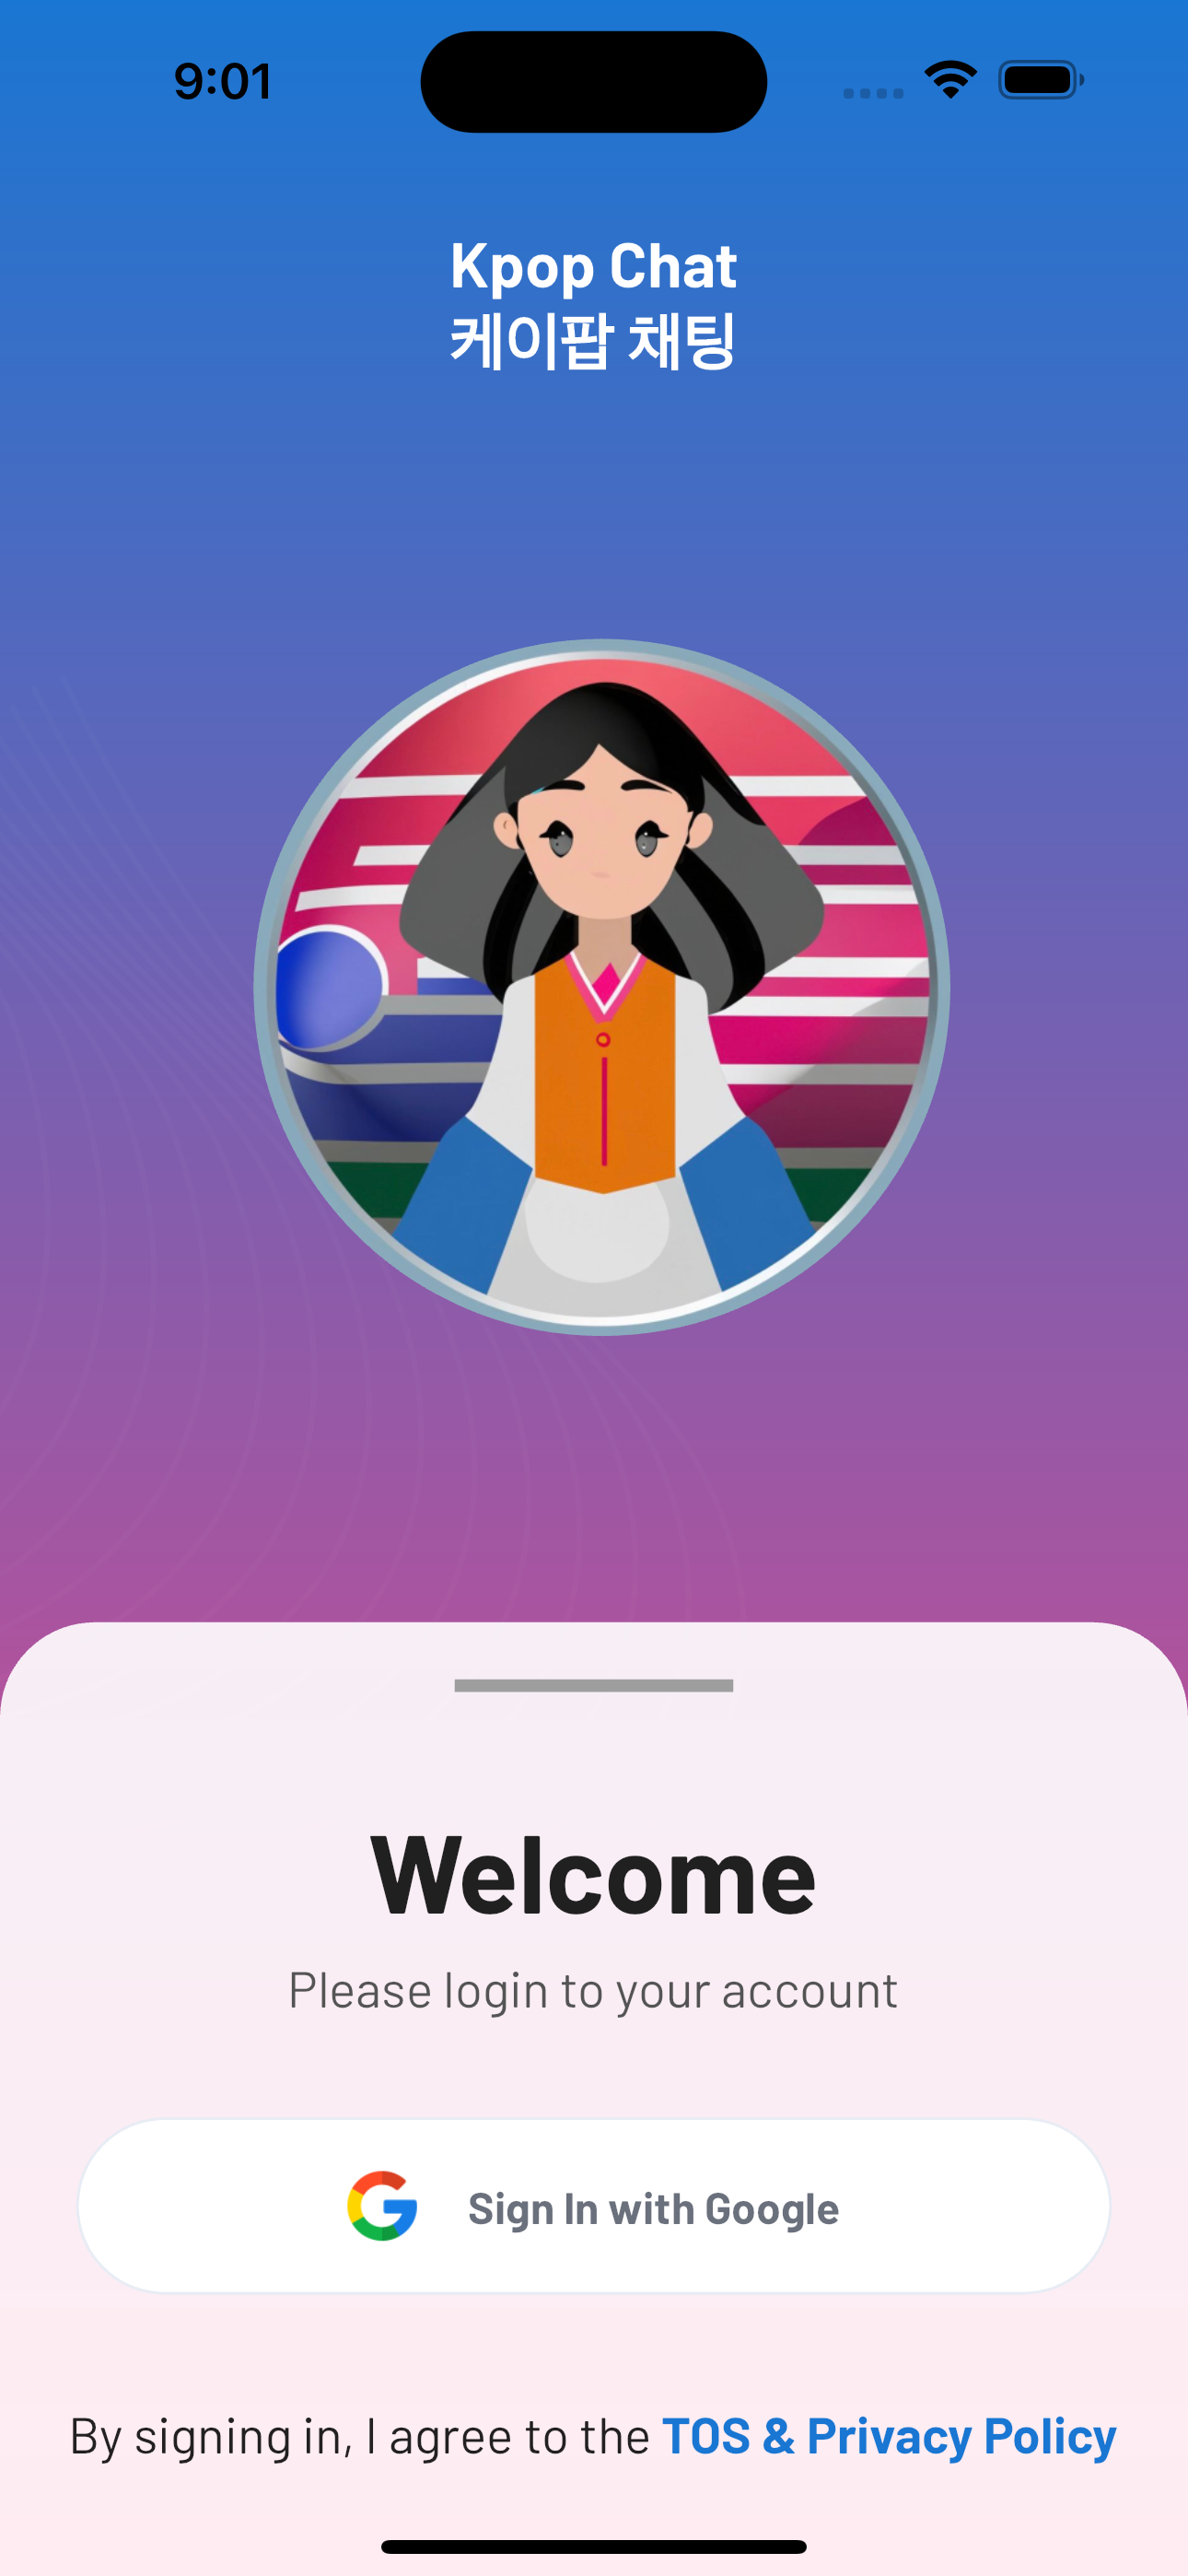 9:01
Kpop Chat
케이팝 채팅
Welcome
Please login to your account
Sign In with Google
By signing in, I agree to the TOS & Privacy Policy